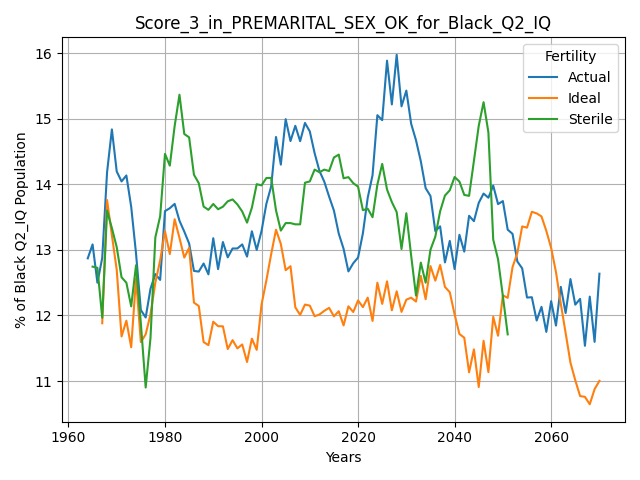 Score_3_in_PREMARITAL_SEX_OK_for_Black_Q2_IQ
% of Black Q2_IQ Population
16
15
14
13
12
11
Fertility
Actual
Ideal
Sterile
1960 1980 2000 2020 2040 2060
Years